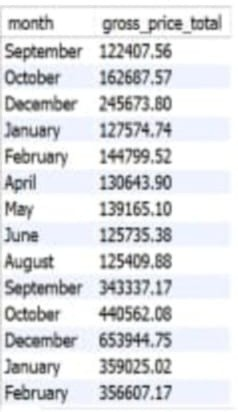 month gross_price_total
September 122407.56
October 162687.57
December 245673.80
January 127574.74
February 144799.52
April 130643.90
May 139165.10
June 125735.38
August 125409.88
September 343337.17
October 440562.08
December 653944.75
January 359025.02
February 356607.17